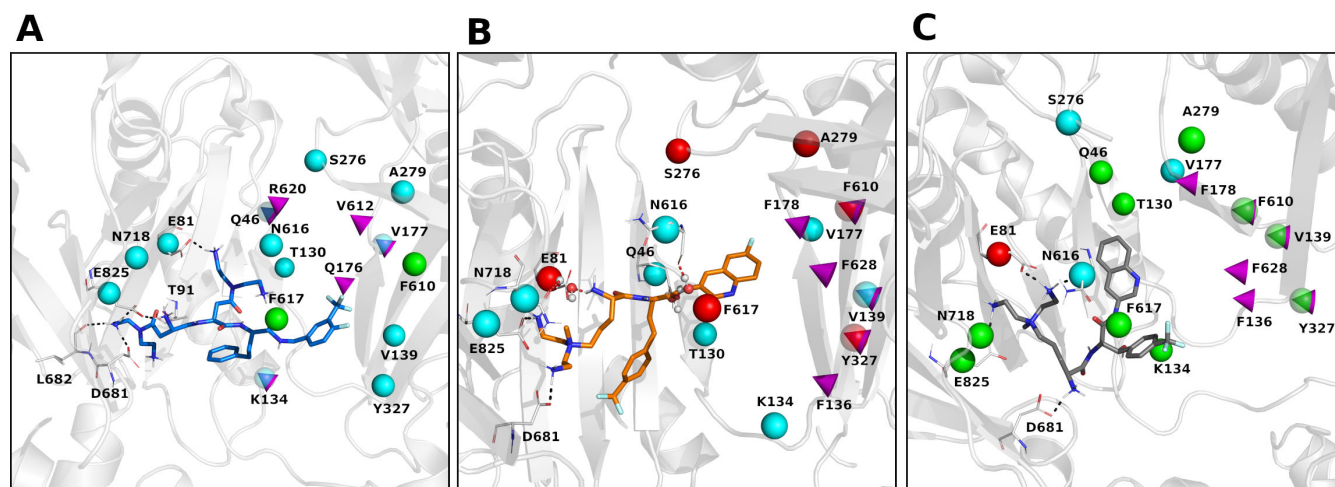 A
S276
A279
R620
V612
Q46
E81
N616
V177
N718
T130
Q176
E825
T91
F617
F610
V139
L682
D681
K134
Y327
B
A279
S276
F610
N616
F178
V177
Q46
E81
N718
F628
F617
V139
E825
T130
Y327
K134
F136
D681
C
S276
A279
Q46
V177
F178
T130
F610
E81
N616
V139
F628
F617
N718
F136
Y327
K134
E825
D681